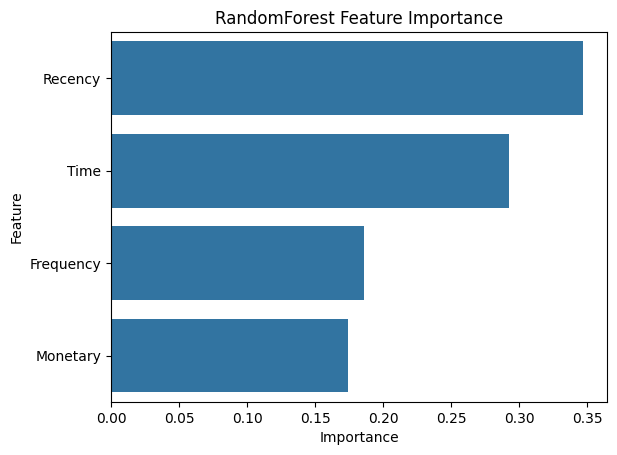 RandomForest Feature Importance
Recency
Time
Frequency
Monetary
Feature
0.00 0.05 0.10 0.15 0.20 0.25 0.30 0.35
Importance